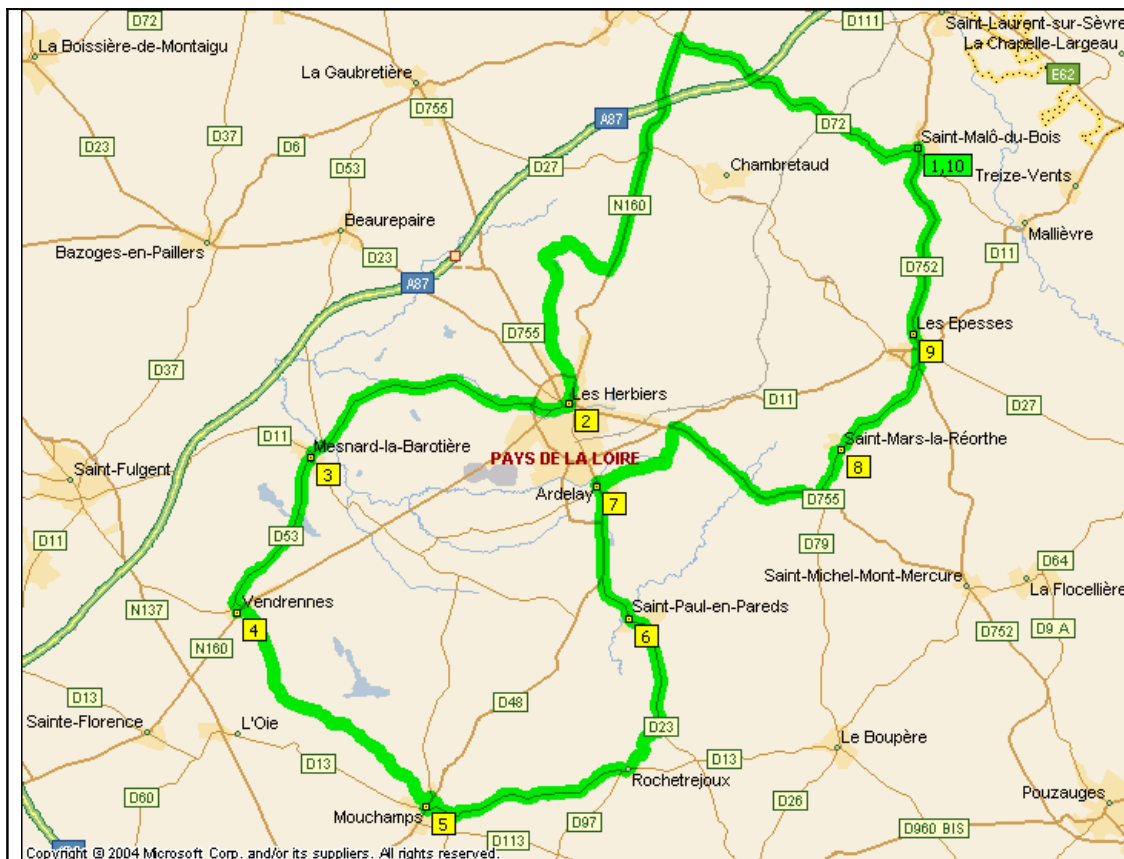 D72
D111
Saint-Laurent-sur-Sèvre
La Boissière-de-Montaigu
La Chapelle-Largeau
La Gaubretière
E62
D755
A87
D37
D72
Saint-Malô-du-Bois
D23
D6
D53
D27
Chambretaud
1,10
Treize-Vents
N160
Beaurepaire
Mallièvre
Bazoges-en-Paillers
D23
D11
D752
A87
D755
Les Epesses
9
D37
Les Herbiers
2
D11
D27
D11
Mesnard-la-Barotière
Saint-Mars-la-Réorthe
Saint-Fulgent
3
PAYS DE LA LOIRE
8
Ardelay
7
D755
D53
D11
D79
D64
Saint-Michel-Mont-Mercure
La Flocellière
N137
Vendrennes
Saint-Paul-en-Pareds
4
6
D752
D9 A
N160
D13
D48
Sainte-Florence
L'Oie
D23
Le Boupère
D13
Rochetrejoux
D13
D60
D26
Pouzauges
Mouchamps
5
D97
D960 BIS
D113
Copyright © 2004 Microsoft Corp. and/or its suppliers. All rights reserved.